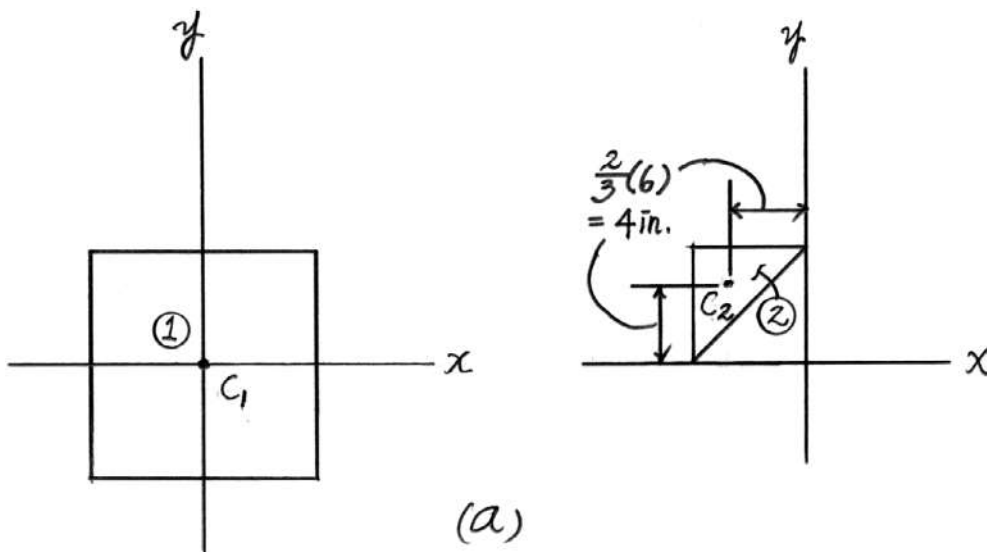 y
①
x
C₁
y
2/3(6)
= 4in.
C₂
②
x
(a)